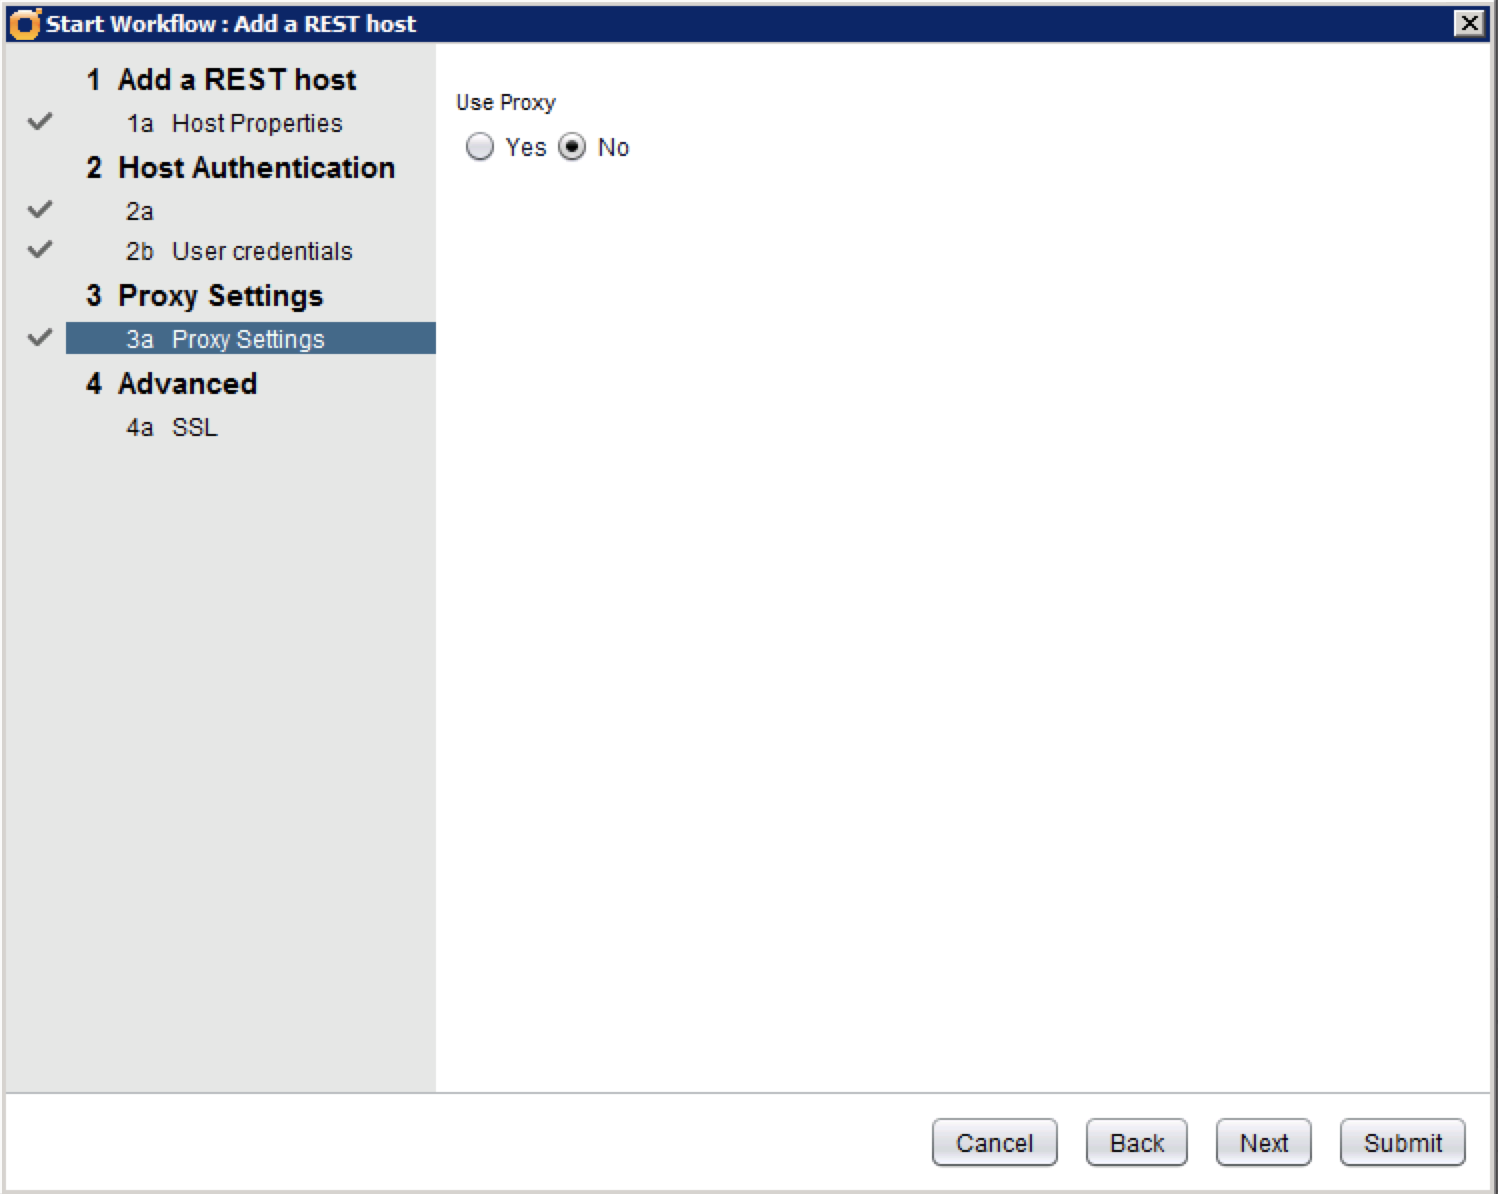 Start Workflow : Add a REST host
1 Add a REST host
1a Host Properties
2 Host Authentication
2a
2b User credentials
3 Proxy Settings
3a Proxy Settings
4 Advanced
4a SSL
Use Proxy
Yes No
Cancel Back Next Submit